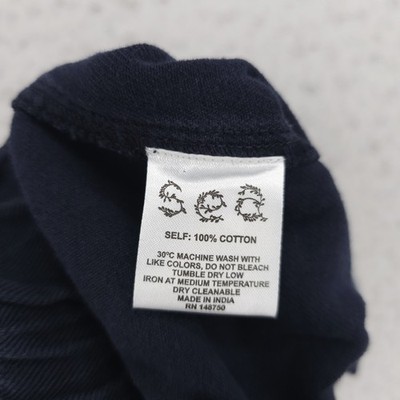 Sea
SELF: 100% COTTON
30°C MACHINE WASH WITH
LIKE COLORS, DO NOT BLEACH
TUMBLE DRY LOW
IRON AT MEDIUM TEMPERATURE
DRY CLEANABLE
MADE IN INDIA
RN 148750